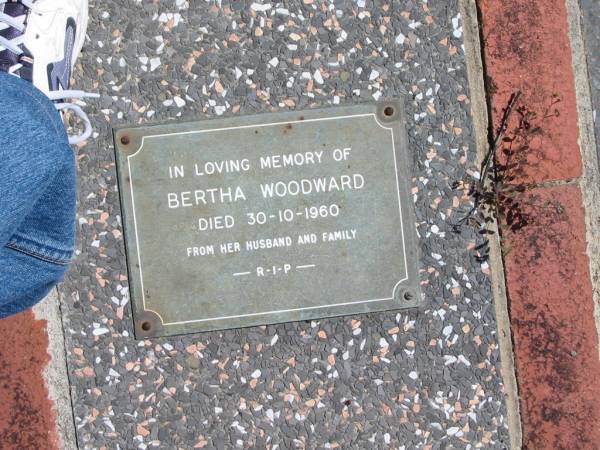 IN LOVING MEMORY OF
BERTHA WOODWARD
DIED 30-10-1960
FROM HER HUSBAND AND FAMILY
— R-I-P —